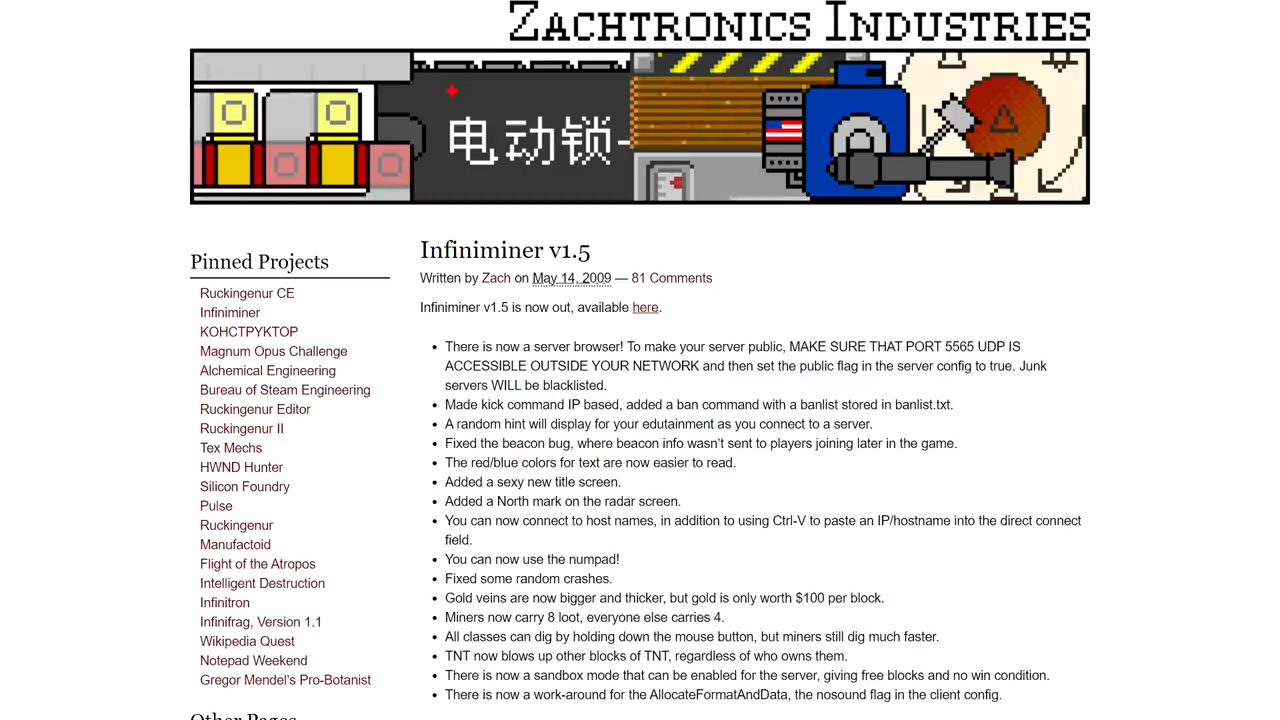 Zachtronics Industries
电动锁
Pinned Projects
Ruckingenur CE
Infiniminer
KOHCTPYKTOP
Magnum Opus Challenge
Alchemical Engineering
Bureau of Steam Engineering
Ruckingenur Editor
Ruckingenur II
Tex Mechs
HWND Hunter
Silicon Foundry
Pulse
Ruckingenur
Manufactoid
Flight of the Atropos
Intelligent Destruction
Infinitron
Infinifrag, Version 1.1
Wikipedia Quest
Notepad Weekend
Gregor Mendel's Pro-Botanist
Other Pages
Infiniminer v1.5
Written by Zach on May 14, 2009 — 81 Comments
Infiniminer v1.5 is now out, available here.
There is now a server browser! To make your server public, MAKE SURE THAT PORT 5565 UDP IS
ACCESSIBLE OUTSIDE YOUR NETWORK and then set the public flag in the server config to true. Junk
servers WILL be blacklisted.
Made kick command IP based, added a ban command with a banlist stored in banlist.txt.
A random hint will display for your edutainment as you connect to a server.
Fixed the beacon bug, where beacon info wasn't sent to players joining later in the game.
The red/blue colors for text are now easier to read.
Added a sexy new title screen.
Added a North mark on the radar screen.
You can now connect to host names, in addition to using Ctrl-V to paste an IP/hostname into the direct connect
field.
You can now use the numpad!
Fixed some random crashes.
Gold veins are now bigger and thicker, but gold is only worth $100 per block.
Miners now carry 8 loot, everyone else carries 4.
All classes can dig by holding down the mouse button, but miners still dig much faster.
TNT now blows up other blocks of TNT, regardless of who owns them.
There is now a sandbox mode that can be enabled for the server, giving free blocks and no win condition.
There is now a work-around for the AllocateFormatAndData, the nosound flag in the client config.